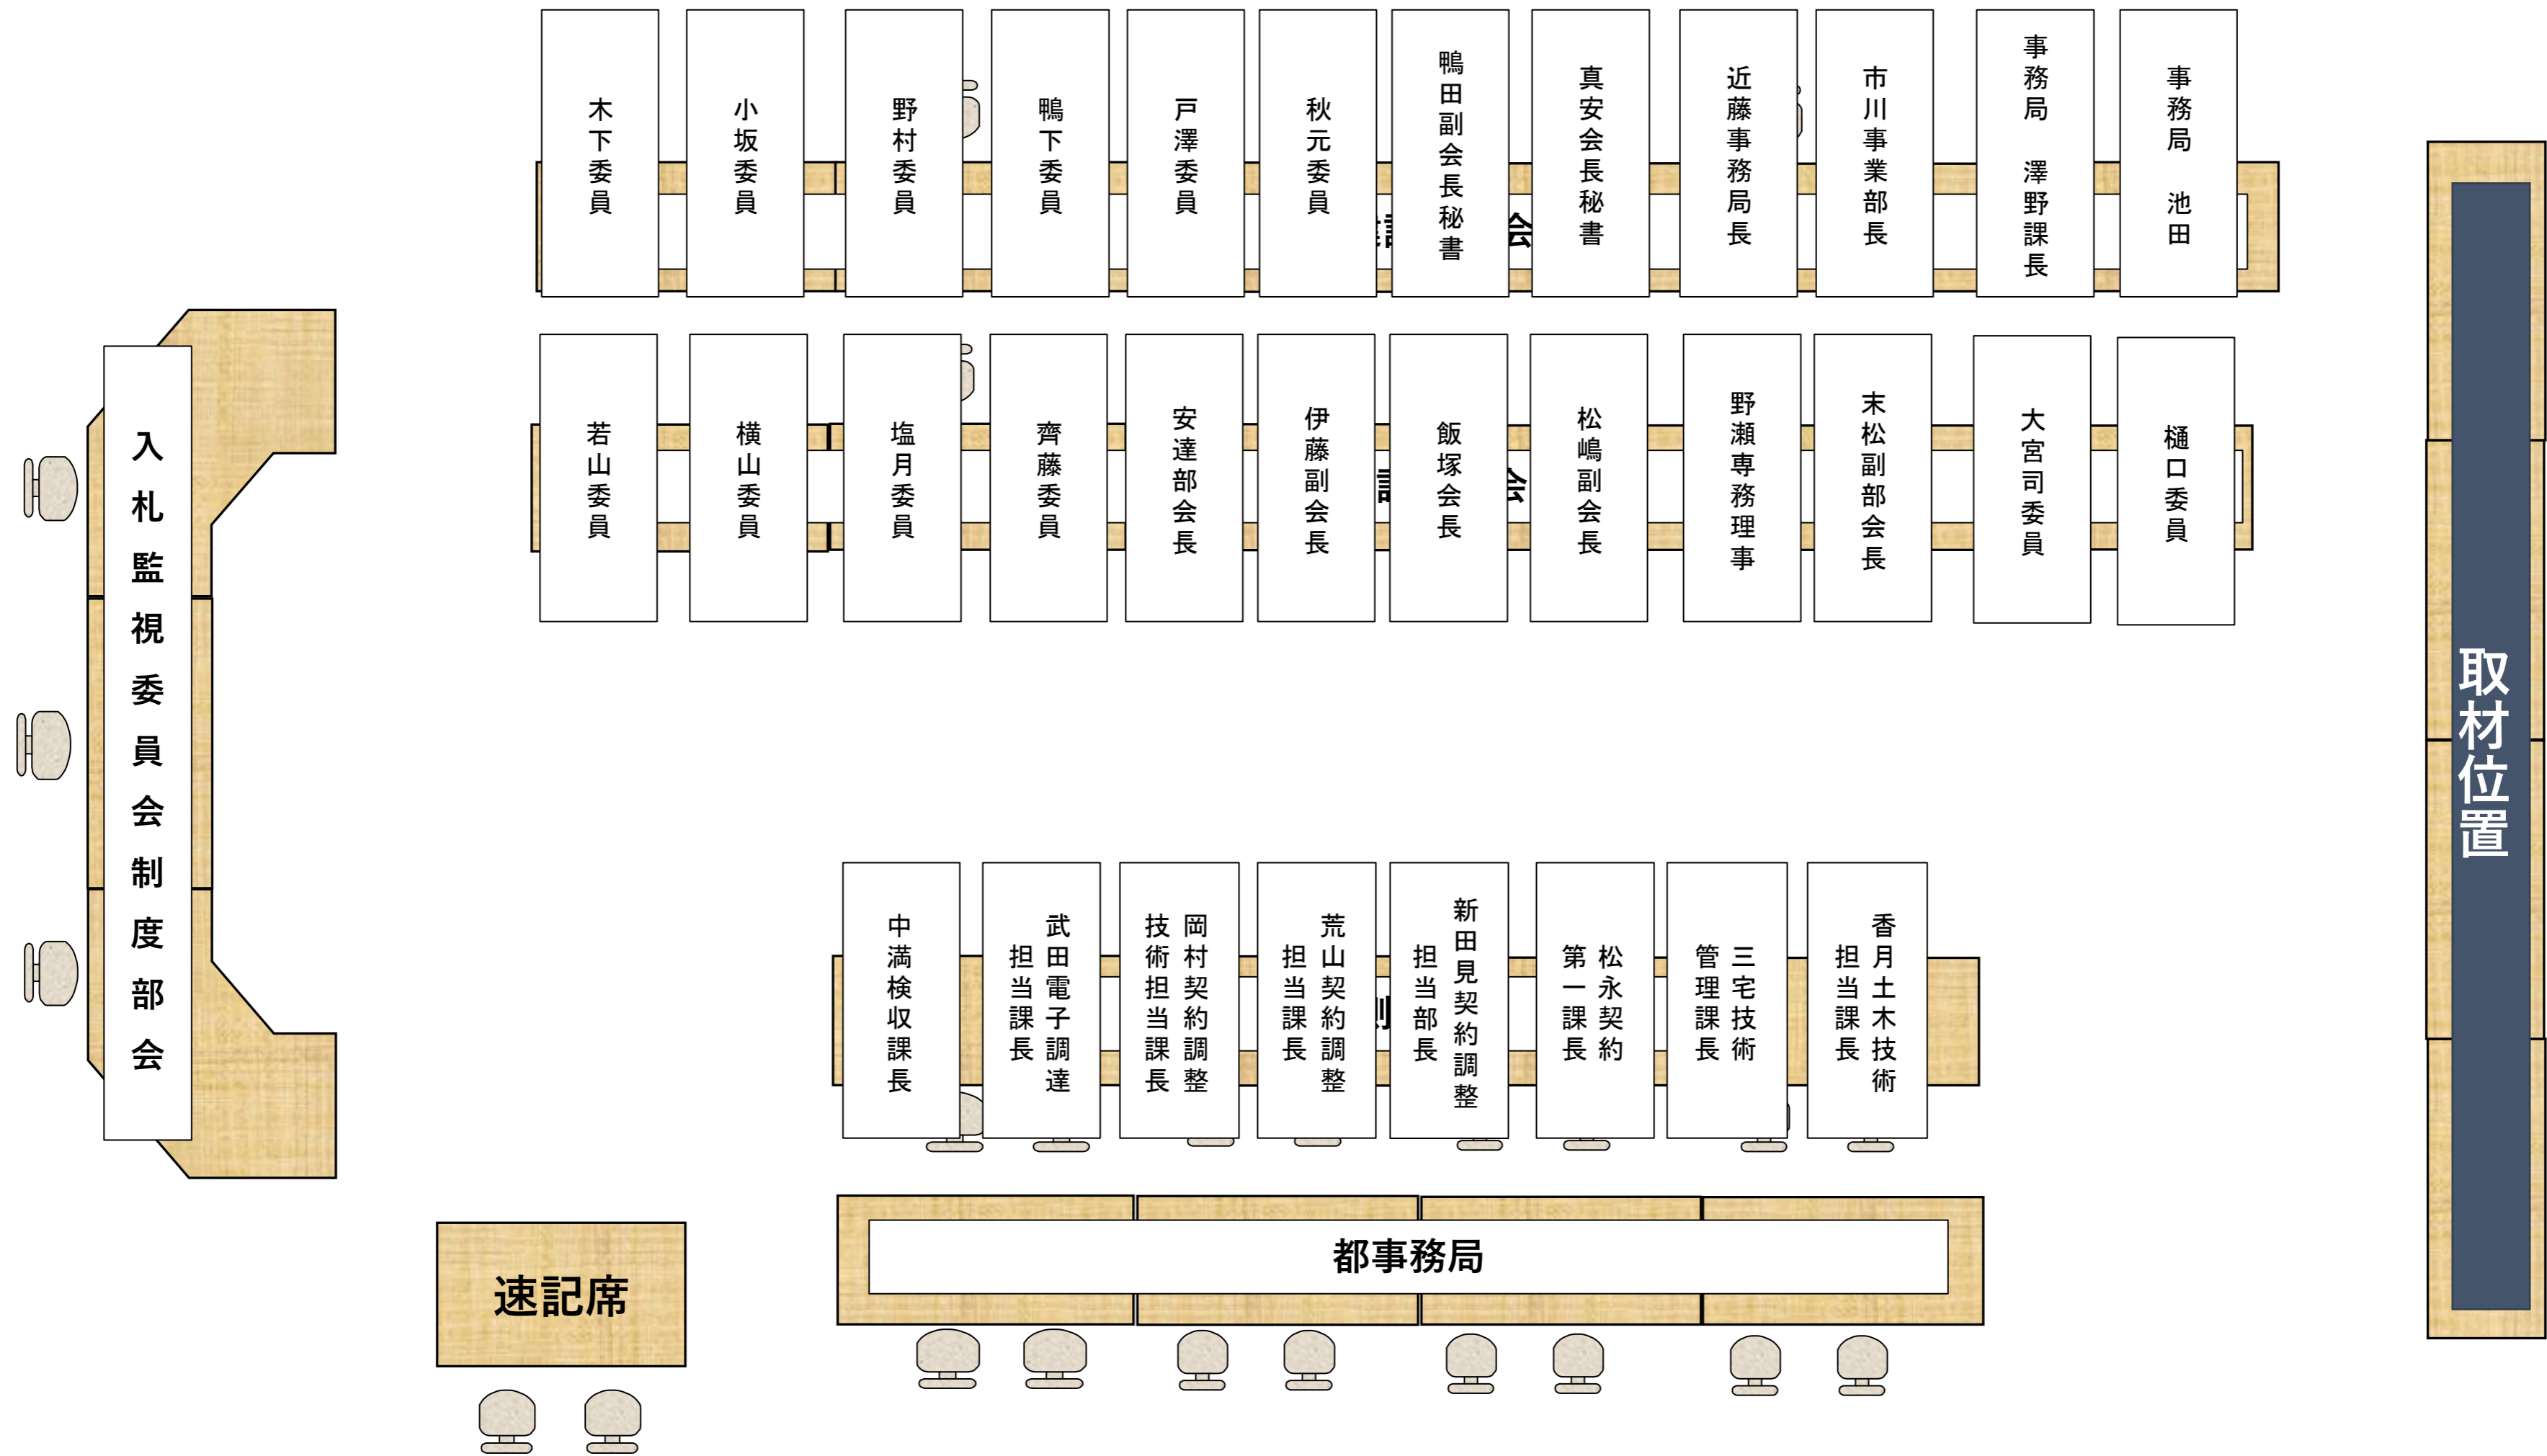 木下委員
小坂委員
野村委員
鴨下委員
戸澤委員
秋元委員
鴨田副会長秘書
真安会長秘書
近藤事務局長
市川事業部長
事務局　澤野課長
事務局　池田
会
若山委員
横山委員
塩月委員
齊藤委員
安達部会長
伊藤副会長
飯塚会長
松嶋副会長
野瀬専務理事
末松副部会長
大宮司委員
樋口委員
会
入札監視委員会制度部会
取材位置
中満検収課長
武田電子調達
担当課長
岡村契約調整
技術担当課長
荒山契約調整
担当課長
新田見契約調整
担当部長
松永契約
第一課長
三宅技術
管理課長
香月土木技術
担当課長
都事務局
速記席